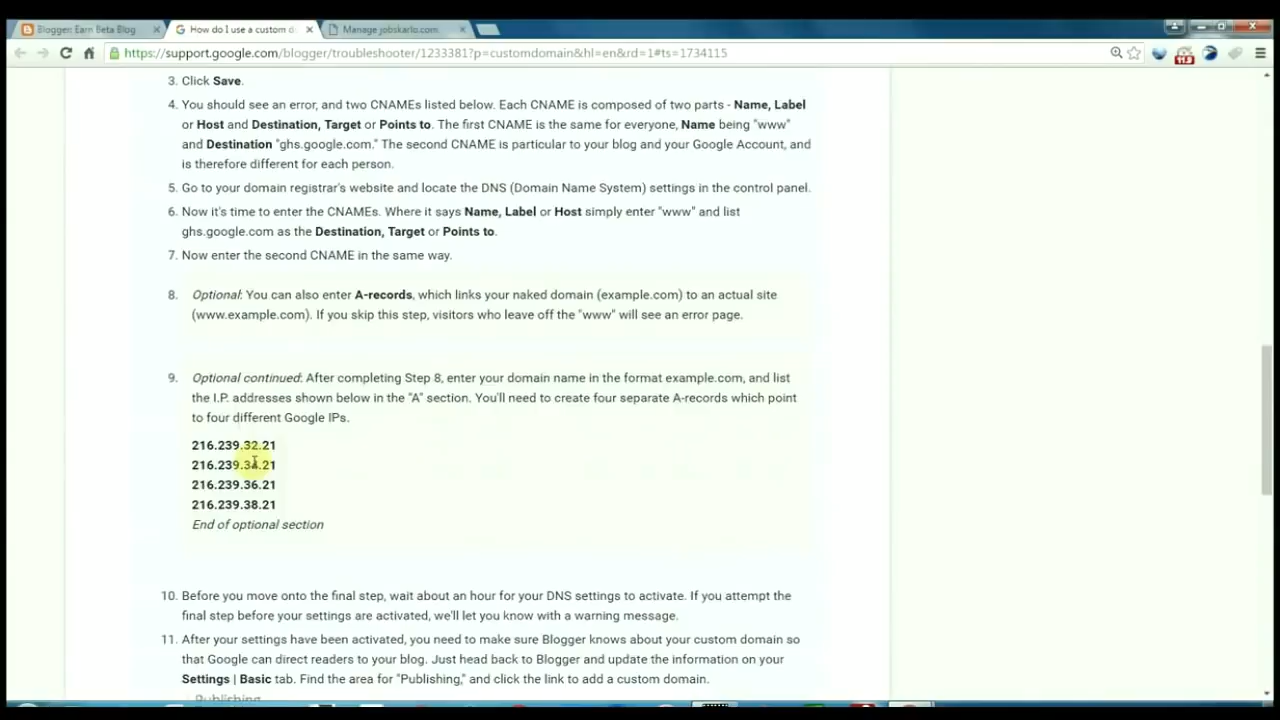 Blogger: Earn Beta Blog
How do I use a custom d
Manage jobskarlo.com
https://support.google.com/blogger/troubleshooter/1233381?p=customdomain&hl=en&rd=1#ts=1734115
3. Click Save.
4. You should see an error, and two CNAMEs listed below. Each CNAME is composed of two parts - Name, Label
or Host and Destination, Target or Points to. The first CNAME is the same for everyone, Name being "www"
and Destination "ghs.google.com." The second CNAME is particular to your blog and your Google Account, and
is therefore different for each person.
5. Go to your domain registrar's website and locate the DNS (Domain Name System) settings in the control panel.
6. Now it's time to enter the CNAMEs. Where it says Name, Label or Host simply enter "www" and list
ghs.google.com as the Destination, Target or Points to.
7. Now enter the second CNAME in the same way.
8. Optional: You can also enter A-records, which links your naked domain (example.com) to an actual site
(www.example.com). If you skip this step, visitors who leave off the "www" will see an error page.
9. Optional continued: After completing Step 8, enter your domain name in the format example.com, and list
the I.P. addresses shown below in the "A" section. You'll need to create four separate A-records which point
to four different Google IPs.
216.239.32.21
216.239.34.21
216.239.36.21
216.239.38.21
End of optional section
10. Before you move onto the final step, wait about an hour for your DNS settings to activate. If you attempt the
final step before your settings are activated, we'll let you know with a warning message.
11. After your settings have been activated, you need to make sure Blogger knows about your custom domain so
that Google can direct readers to your blog. Just head back to Blogger and update the information on your
Settings | Basic tab. Find the area for "Publishing," and click the link to add a custom domain.
Publishing